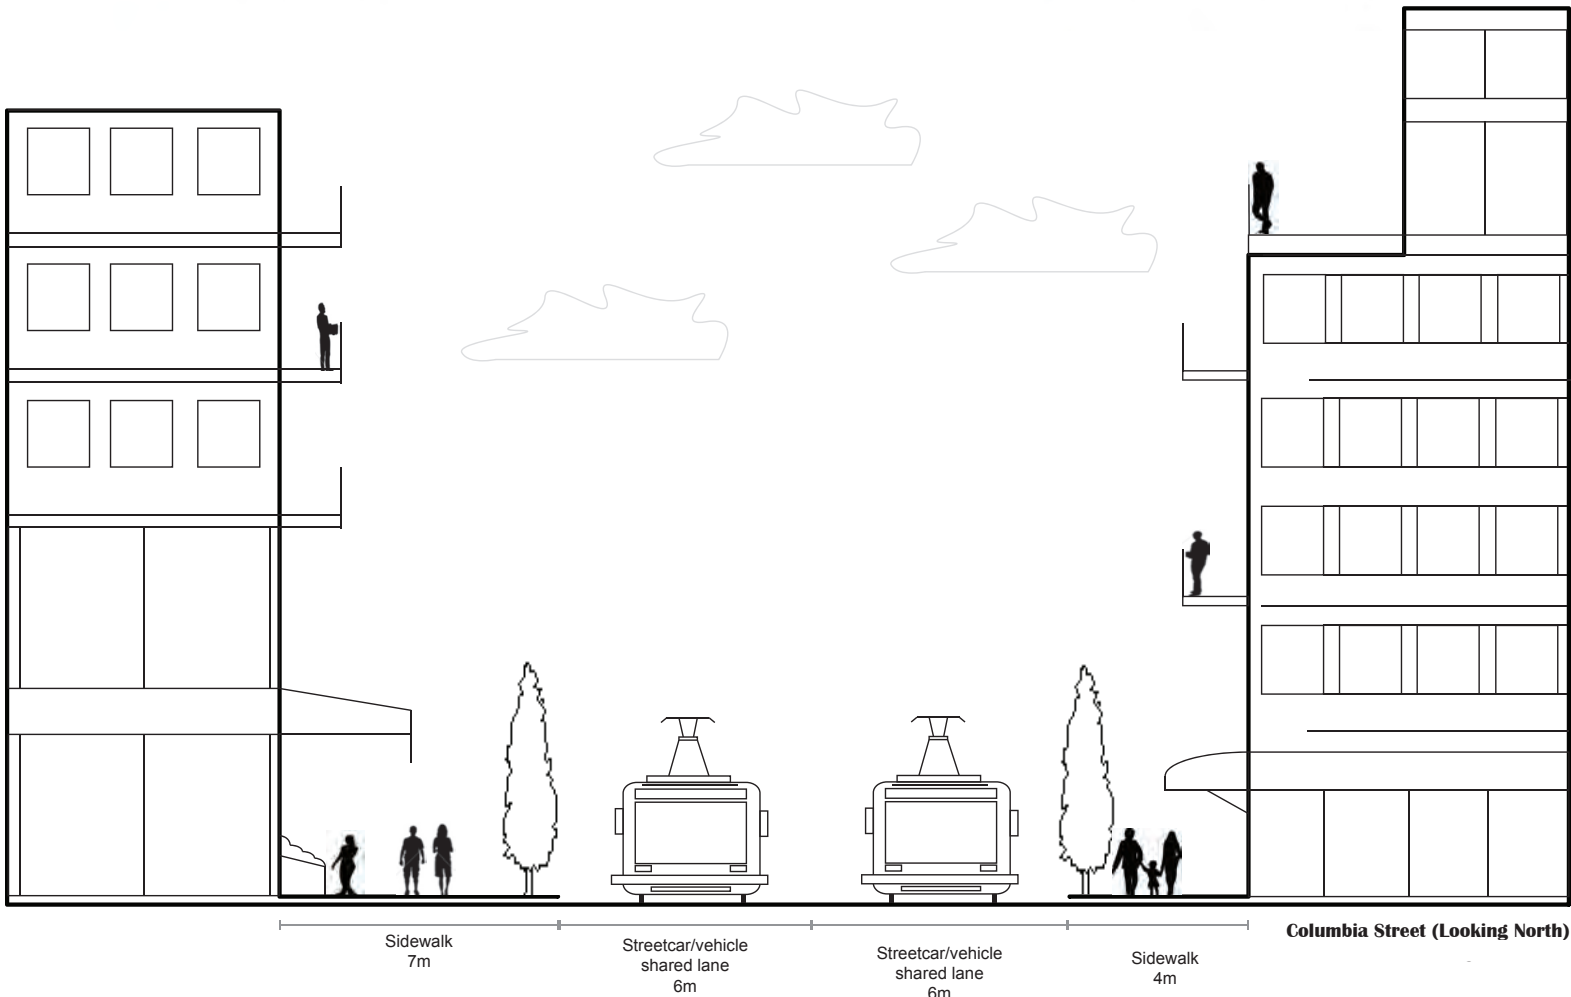 Columbia Street (Looking North)
Sidewalk
7m
Streetcar/vehicle
shared lane
6m
Streetcar/vehicle
shared lane
6m
Sidewalk
4m